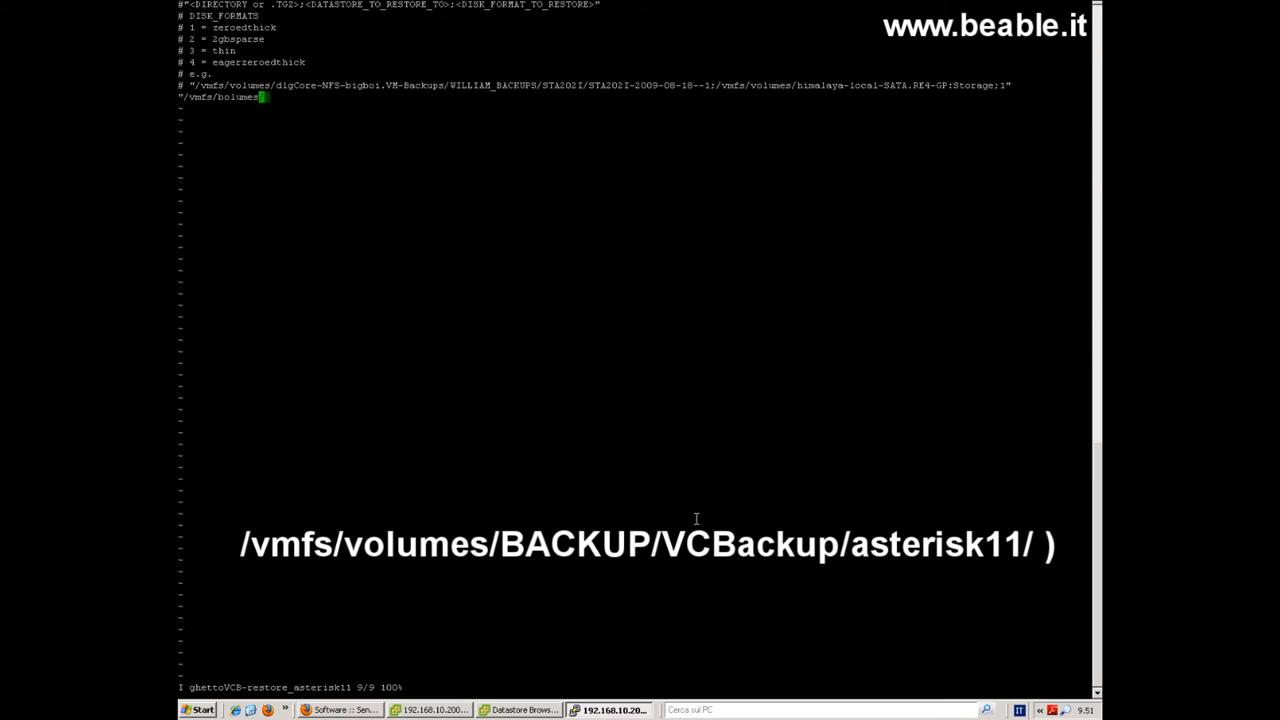 #"<DIRECTORY or .TGZ>;<DATASTORE_TO_RESTORE_TO>;<DISK_FORMAT_TO_RESTORE>"
# DISK_FORMATS
# 1 = zeroedthick
# 2 = 2gbsparse
# 3 = thin
# 4 = eagerzeroedthick
# e.g.
# "/vmfs/volumes/dlgCore-NFS-bigboi.VM-Backups/WILLIAM_BACKUPS/STA202I/STA202I-2009-08-18--1;/vmfs/volumes/himalaya-local-SATA.RE4-GP:Storage;1"
"/vmfs/bolumes/
www.beable.it
/vmfs/volumes/BACKUP/VCBackup/asterisk11/ )
I ghettoVCB-restore_asterisk11 9/9 100%
Start
»
Software :: Sen...
192.168.10.200...
Datastore Brows...
192.168.10.20...
Cerca sul PC
IT
«
9.51